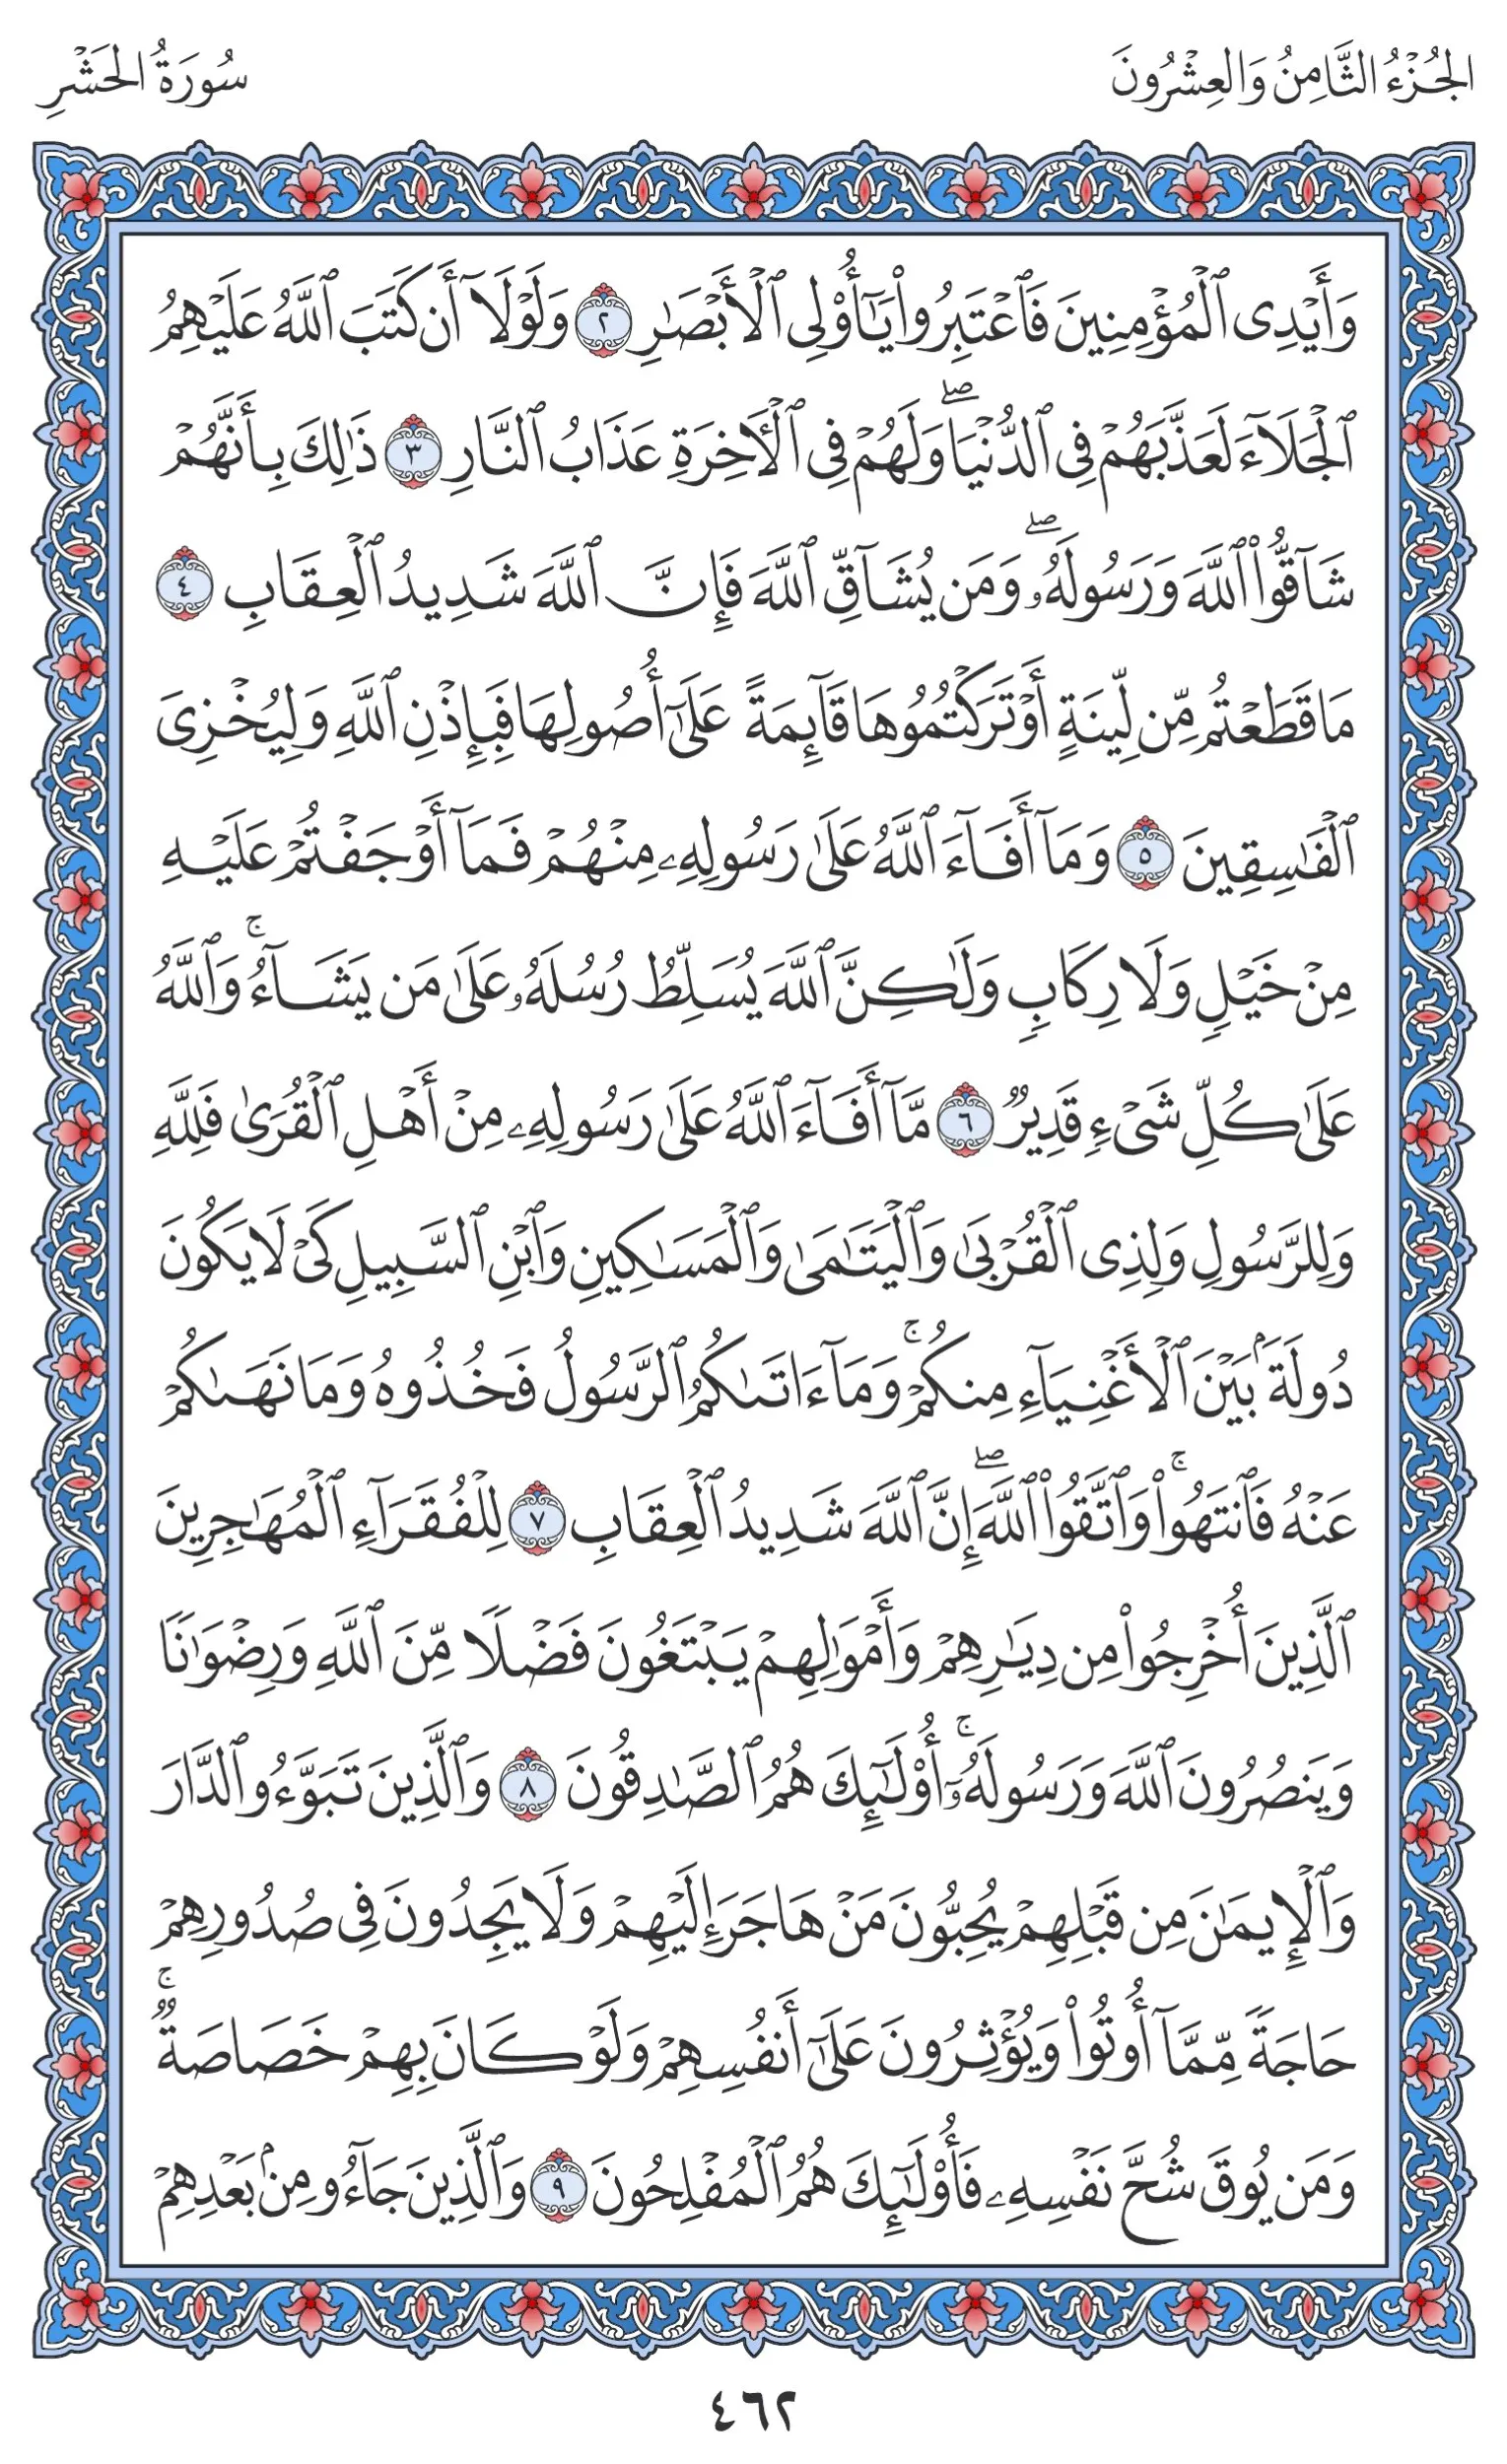 الجُزْءُ الثَّامِنُ وَالعِشْرُونَ
سُورَةُ الحَشْرِ
وَأَيْدِى ٱلْمُؤْمِنِينَ فَٱعْتَبِرُوا۟ يَـٰٓأُو۟لِى ٱلْأَبْصَـٰرِ ٢ وَلَوْلَآ أَن كَتَبَ ٱللَّهُ عَلَيْهِمُ
ٱلْجَلَآءَ لَعَذَّبَهُمْ فِى ٱلدُّنْيَا ۖ وَلَهُمْ فِى ٱلْـَٔاخِرَةِ عَذَابُ ٱلنَّارِ ٣ ذَٰلِكَ بِأَنَّهُمْ
شَآقُّوا۟ ٱللَّهَ وَرَسُولَهُۥ ۖ وَمَن يُشَآقِّ ٱللَّهَ فَإِنَّ ٱللَّهَ شَدِيدُ ٱلْعِقَابِ ٤
مَا قَطَعْتُم مِّن لِّينَةٍ أَوْ تَرَكْتُمُوهَا قَآئِمَةً عَلَىٰٓ أُصُولِهَا فَبِإِذْنِ ٱللَّهِ وَلِيُخْزِىَ
ٱلْفَـٰسِقِينَ ٥ وَمَآ أَفَآءَ ٱللَّهُ عَلَىٰ رَسُولِهِۦ مِنْهُمْ فَمَآ أَوْجَفْتُمْ عَلَيْهِ
مِنْ خَيْلٍ وَلَا رِكَابٍ وَلَـٰكِنَّ ٱللَّهَ يُسَلِّطُ رُسُلَهُۥ عَلَىٰ مَن يَشَآءُ ۚ وَٱللَّهُ
عَلَىٰ كُلِّ شَىْءٍ قَدِيرٌ ٦ مَّآ أَفَآءَ ٱللَّهُ عَلَىٰ رَسُولِهِۦ مِنْ أَهْلِ ٱلْقُرَىٰ فَلِلَّهِ
وَلِلرَّسُولِ وَلِذِى ٱلْقُرْبَىٰ وَٱلْيَتَـٰمَىٰ وَٱلْمَسَـٰكِينِ وَٱبْنِ ٱلسَّبِيلِ كَىْ لَا يَكُونَ
دُولَةًۢ بَيْنَ ٱلْأَغْنِيَآءِ مِنكُمْ ۚ وَمَآ ءَاتَىٰكُمُ ٱلرَّسُولُ فَخُذُوهُ وَمَا نَهَىٰكُمْ
عَنْهُ فَٱنتَهُوا۟ ۚ وَٱتَّقُوا۟ ٱللَّهَ ۖ إِنَّ ٱللَّهَ شَدِيدُ ٱلْعِقَابِ ٧ لِلْفُقَرَآءِ ٱلْمُهَـٰجِرِينَ
ٱلَّذِينَ أُخْرِجُوا۟ مِن دِيَـٰرِهِمْ وَأَمْوَٰلِهِمْ يَبْتَغُونَ فَضْلًا مِّنَ ٱللَّهِ وَرِضْوَٰنًا
وَيَنصُرُونَ ٱللَّهَ وَرَسُولَهُۥٓ ۚ أُو۟لَـٰٓئِكَ هُمُ ٱلصَّـٰدِقُونَ ٨ وَٱلَّذِينَ تَبَوَّءُو ٱلدَّارَ
وَٱلْإِيمَـٰنَ مِن قَبْلِهِمْ يُحِبُّونَ مَنْ هَاجَرَ إِلَيْهِمْ وَلَا يَجِدُونَ فِى صُدُورِهِمْ
حَاجَةً مِّمَّآ أُوتُوا۟ وَيُؤْثِرُونَ عَلَىٰٓ أَنفُسِهِمْ وَلَوْ كَانَ بِهِمْ خَصَاصَةٌ ۚ
وَمَن يُوقَ شُحَّ نَفْسِهِۦ فَأُو۟لَـٰٓئِكَ هُمُ ٱلْمُفْلِحُونَ ٩ وَٱلَّذِينَ جَآءُو مِنۢ بَعْدِهِمْ
٤٦٢